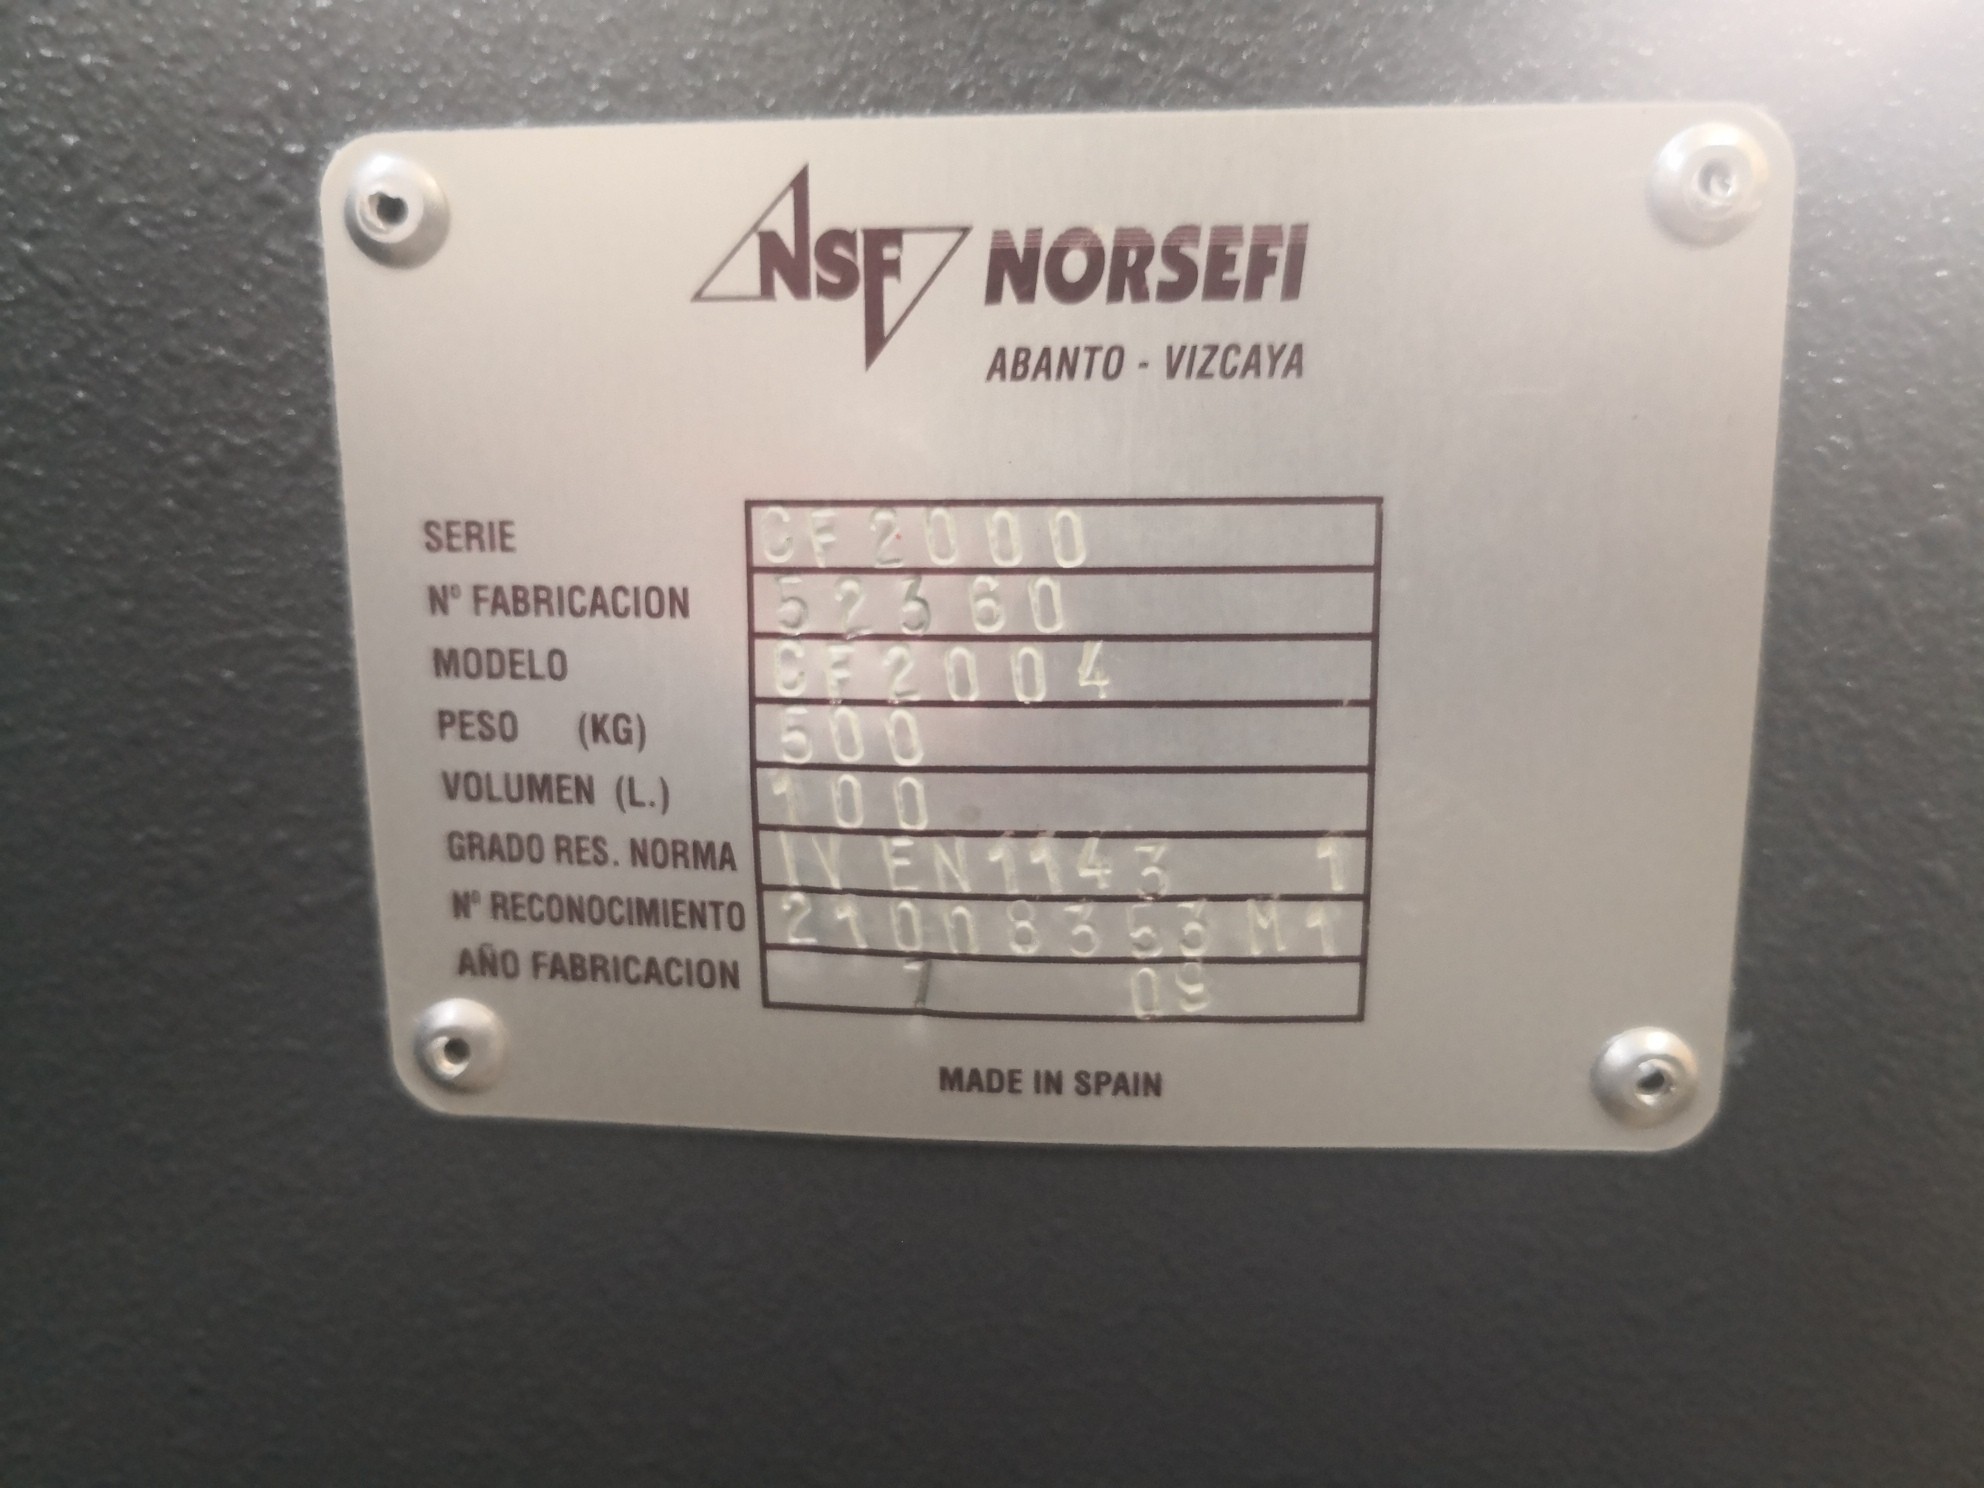 NSF NORSEFI
ABANTO - VIZCAYA
SERIE CF2000
Nº FABRICACION 52360
MODELO CF2004
PESO (KG) 500
VOLUMEN (L.) 100
GRADO RES. NORMA IV EN1143 1
Nº RECONOCIMIENTO 21008353M1
AÑO FABRICACION 7 09
MADE IN SPAIN